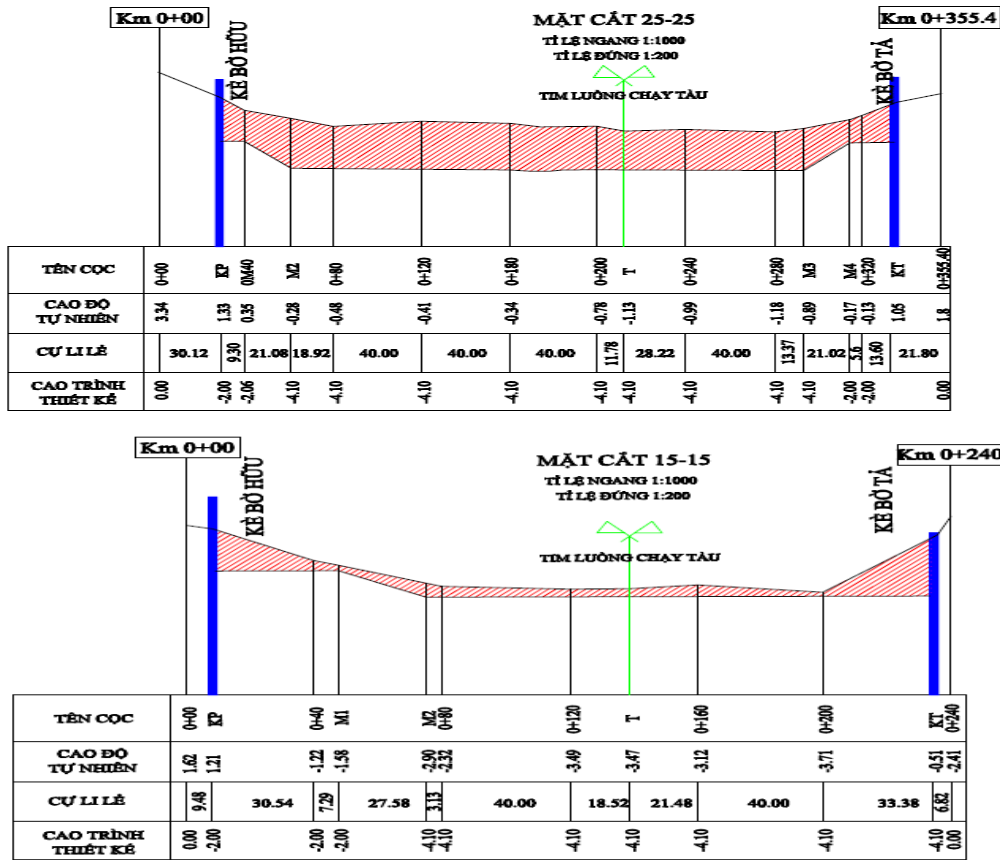 Km 0+00
MẶT CẮT 25-25
Km 0+355.4
TỈ LỆ NGANG 1:1000
TỈ LỆ ĐỨNG 1:200
KÈ BỜ HỮU
TIM LUỒNG CHẠY TÀU
KÈ BỜ TẢ
TÊN CỌC 0+00 KP 0M40 M2 0+80 0+120 0+180 0+200 T 0+240 0+280 M3 M4 0+320 KT 0+355.40
CAO ĐỘ TỰ NHIÊN 3.34 1.33 0.35 -0.28 -0.48 -0.41 -0.34 -0.78 -1.13 -0.99 -1.18 -0.89 -0.17 -0.13 1.05 1.8
CỰ LI LẺ 30.12 9.30 21.08 18.92 40.00 40.00 40.00 11.78 28.22 40.00 13.37 21.02 5.6 13.60 21.80
CAO TRÌNH THIẾT KẾ 0.00 -2.00 -2.06 -4.10 -4.10 -4.10 -4.10 -4.10 -4.10 -4.10 -4.10 -4.10 -2.00 -2.00 0.00
Km 0+00
MẶT CẮT 15-15
Km 0+240
TỈ LỆ NGANG 1:1000
TỈ LỆ ĐỨNG 1:200
KÈ BỜ HỮU
TIM LUỒNG CHẠY TÀU
KÈ BỜ TẢ
TÊN CỌC 0+00 KP 0+40 M1 M2 0+80 0+120 T 0+160 0+200 KT 0+240
CAO ĐỘ TỰ NHIÊN 1.62 1.21 -1.22 -1.58 -2.90 -2.32 -3.49 -3.47 -3.12 -3.71 -0.51 -2.41
CỰ LI LẺ 9.48 30.54 7.29 27.58 3.13 40.00 18.52 21.48 40.00 33.38 6.82
CAO TRÌNH THIẾT KẾ 0.00 -2.00 -2.00 -2.00 -4.10 -4.10 -4.10 -4.10 -4.10 -4.10 -4.10 0.00